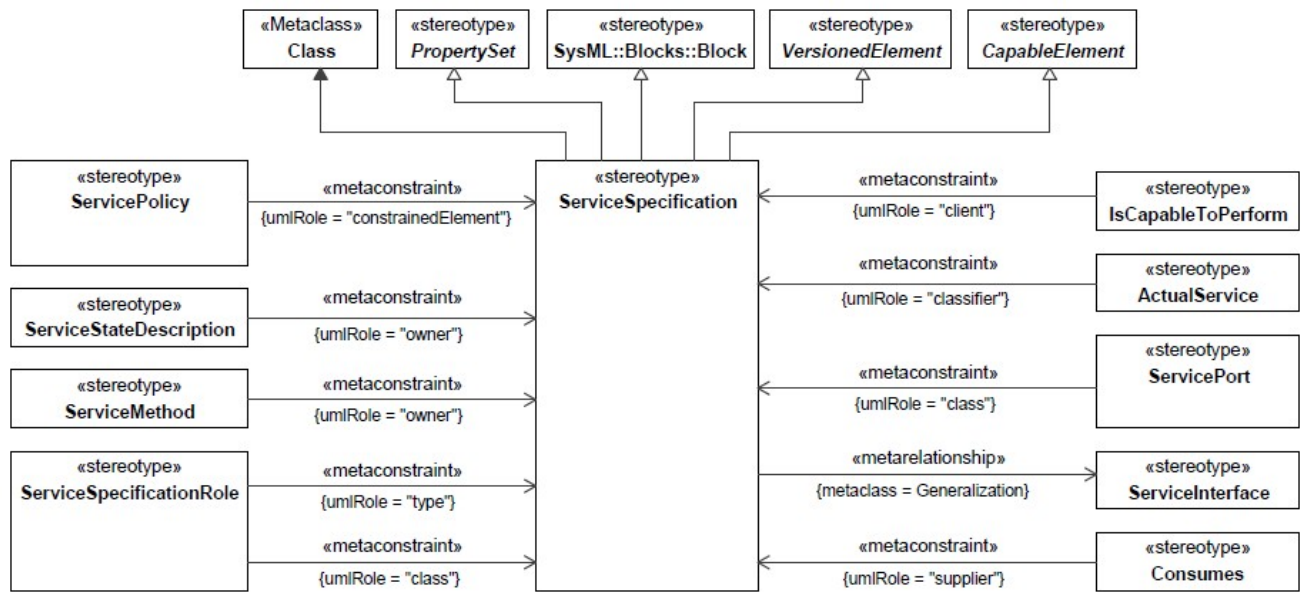 «Metaclass»
Class
«stereotype»
PropertySet
«stereotype»
SysML::Blocks::Block
«stereotype»
VersionedElement
«stereotype»
CapableElement
«stereotype»
ServicePolicy
«metaconstraint»
{umlRole = "constrainedElement"}
«stereotype»
ServiceStateDescription
«metaconstraint»
{umlRole = "owner"}
«stereotype»
ServiceMethod
«metaconstraint»
{umlRole = "owner"}
«stereotype»
ServiceSpecificationRole
«metaconstraint»
{umlRole = "type"}
«metaconstraint»
{umlRole = "class"}
«stereotype»
ServiceSpecification
«metaconstraint»
{umlRole = "client"}
«stereotype»
IsCapableToPerform
«metaconstraint»
{umlRole = "classifier"}
«stereotype»
ActualService
«metaconstraint»
{umlRole = "class"}
«stereotype»
ServicePort
«metarelationship»
{metaclass = Generalization}
«stereotype»
ServiceInterface
«metaconstraint»
{umlRole = "supplier"}
«stereotype»
Consumes